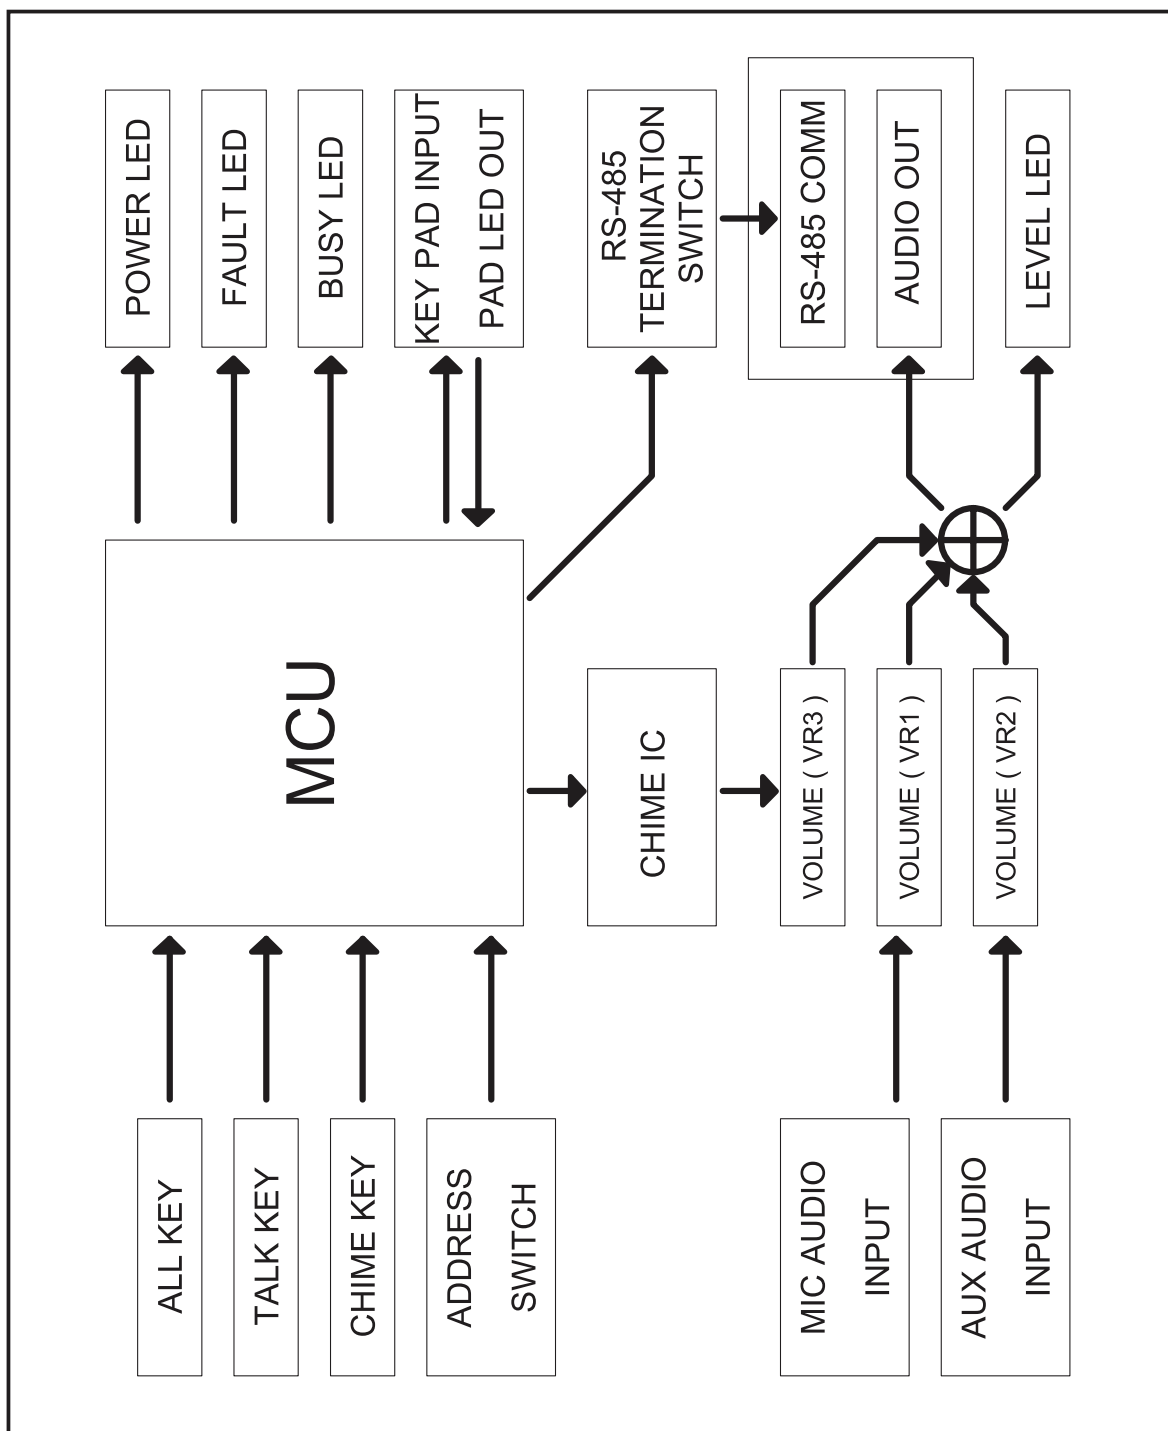 POWER LED
FAULT LED
BUSY LED
KEY PAD INPUT
PAD LED OUT
RS-485
TERMINATION
SWITCH
RS-485 COMM
AUDIO OUT
LEVEL LED
MCU
CHIME IC
VOLUME ( VR3 )
VOLUME ( VR1 )
VOLUME ( VR2 )
ALL KEY
TALK KEY
CHIME KEY
ADDRESS
SWITCH
MIC AUDIO
INPUT
AUX AUDIO
INPUT